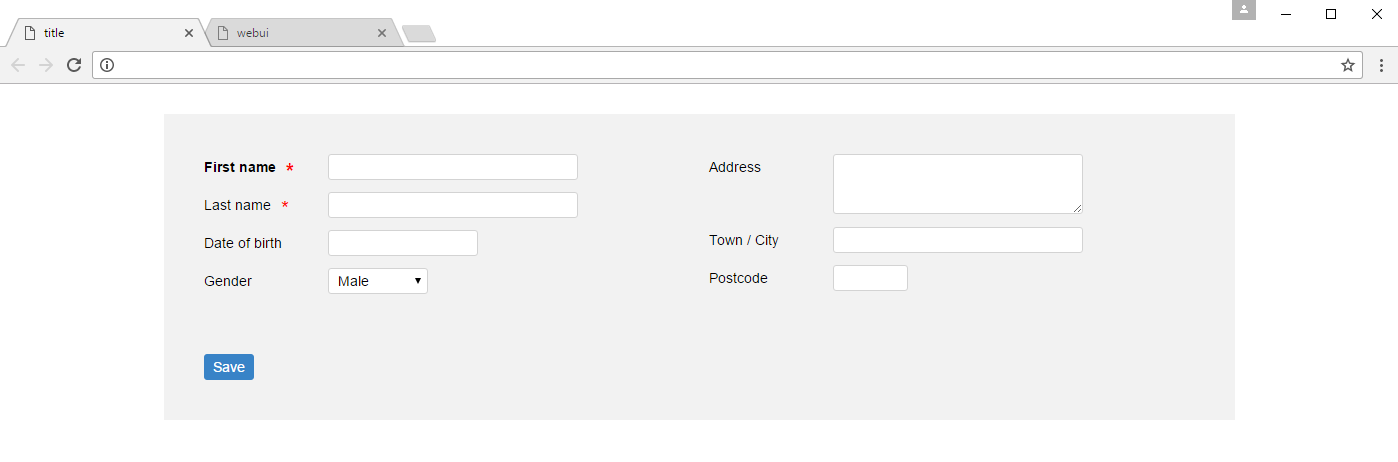 title
webui
First name *
Last name *
Date of birth
Gender
Male
Address
Town / City
Postcode
Save